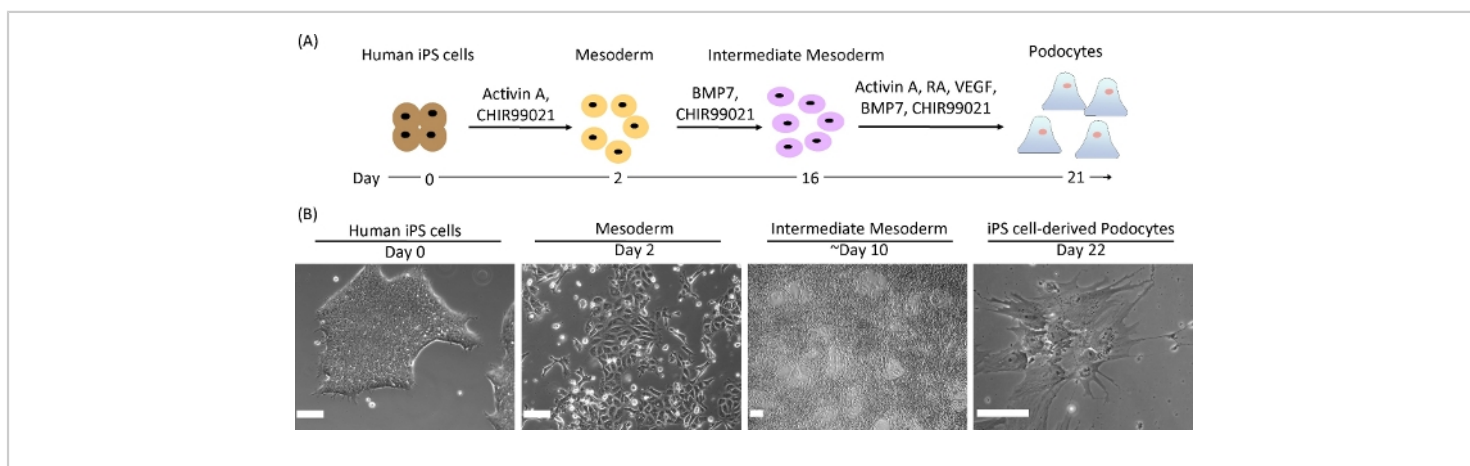 (A)
Human iPS cells
Mesoderm
Intermediate Mesoderm
Podocytes
Activin A,
CHIR99021
BMP7,
CHIR99021
Activin A, RA, VEGF,
BMP7, CHIR99021
Day 0 2 16 21
(B)
Human iPS cells
Day 0
Mesoderm
Day 2
Intermediate Mesoderm
~Day 10
iPS cell-derived Podocytes
Day 22